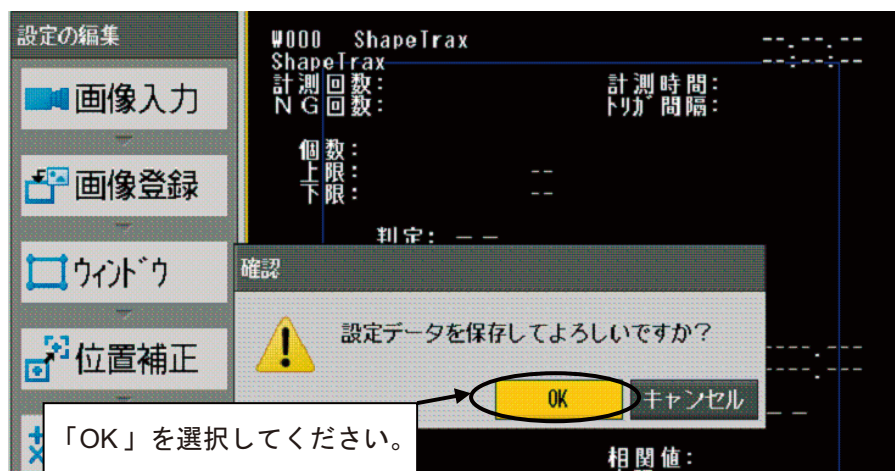 設定の編集
画像入力
画像登録
ウィンドウ
位置補正
W000 ShapeTrax
ShapeTrax
計測回数:
NG回数:
計測時間:
トリガ間隔:
--.--.--
--:--:--
個数:
上限: --
下限: --
判定: --
確認
設定データを保存してよろしいですか?
OK
キャンセル
「OK」を選択してください。
相関値: